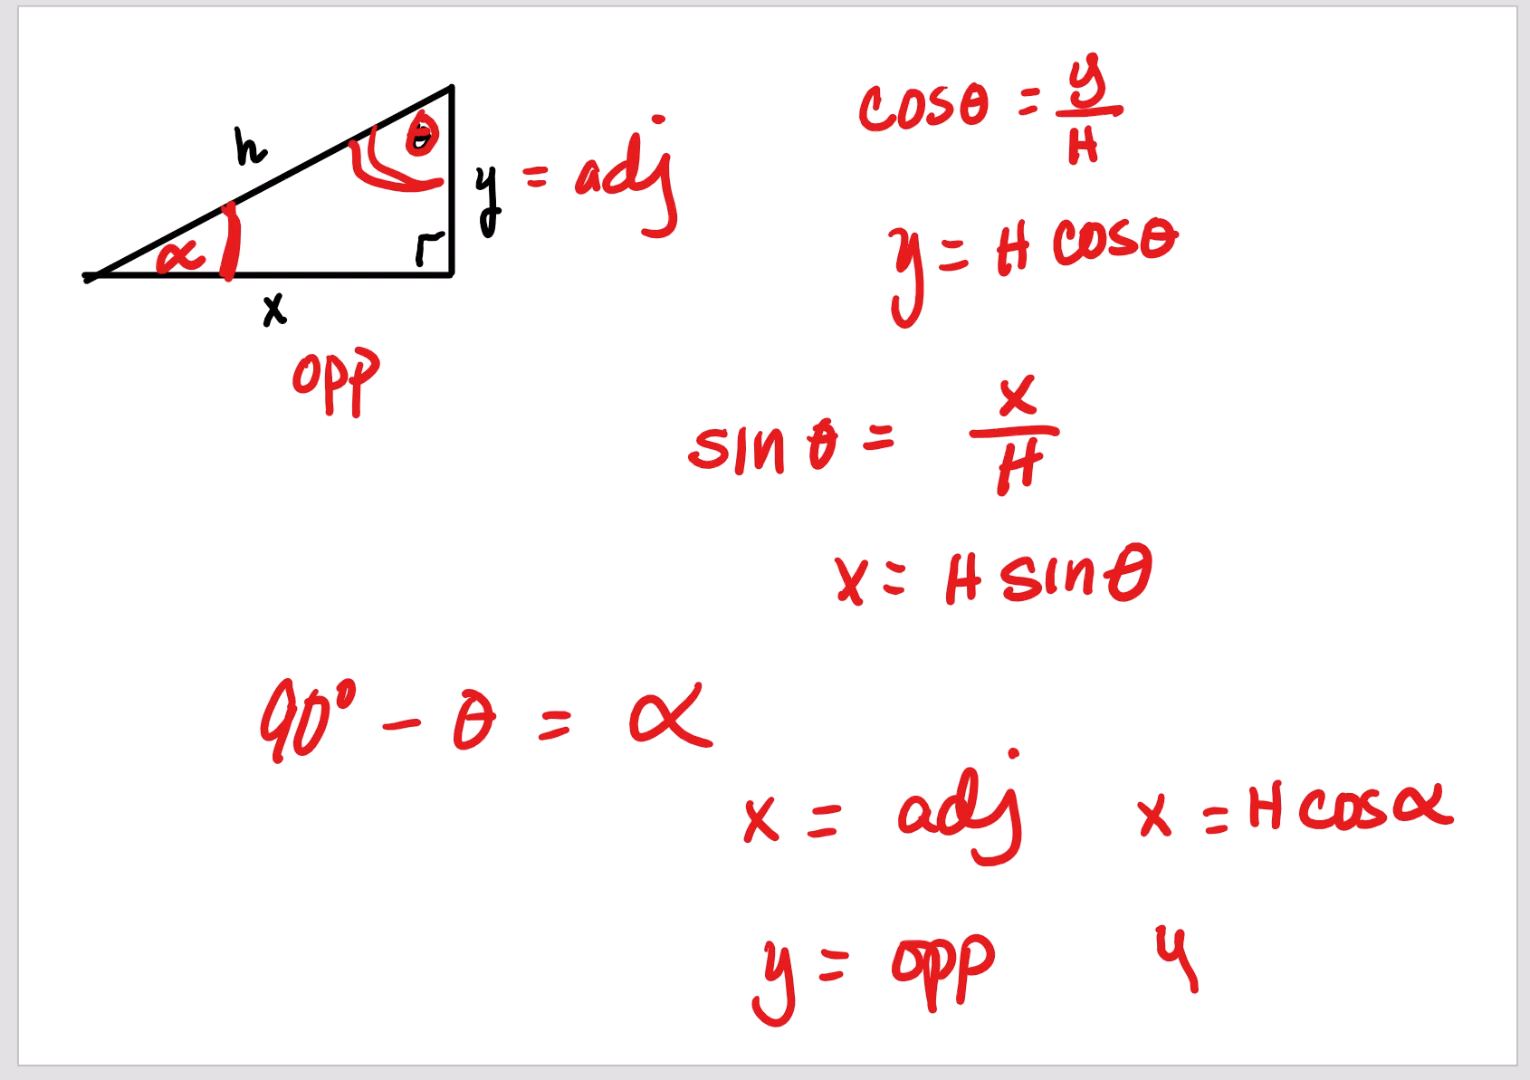 h
θ
α
y = adj
x
opp
cosθ = y/H
y = H cosθ
sin θ = x/H
x = H sinθ
90° - θ = α
x = adj
x = H cosα
y = opp
y